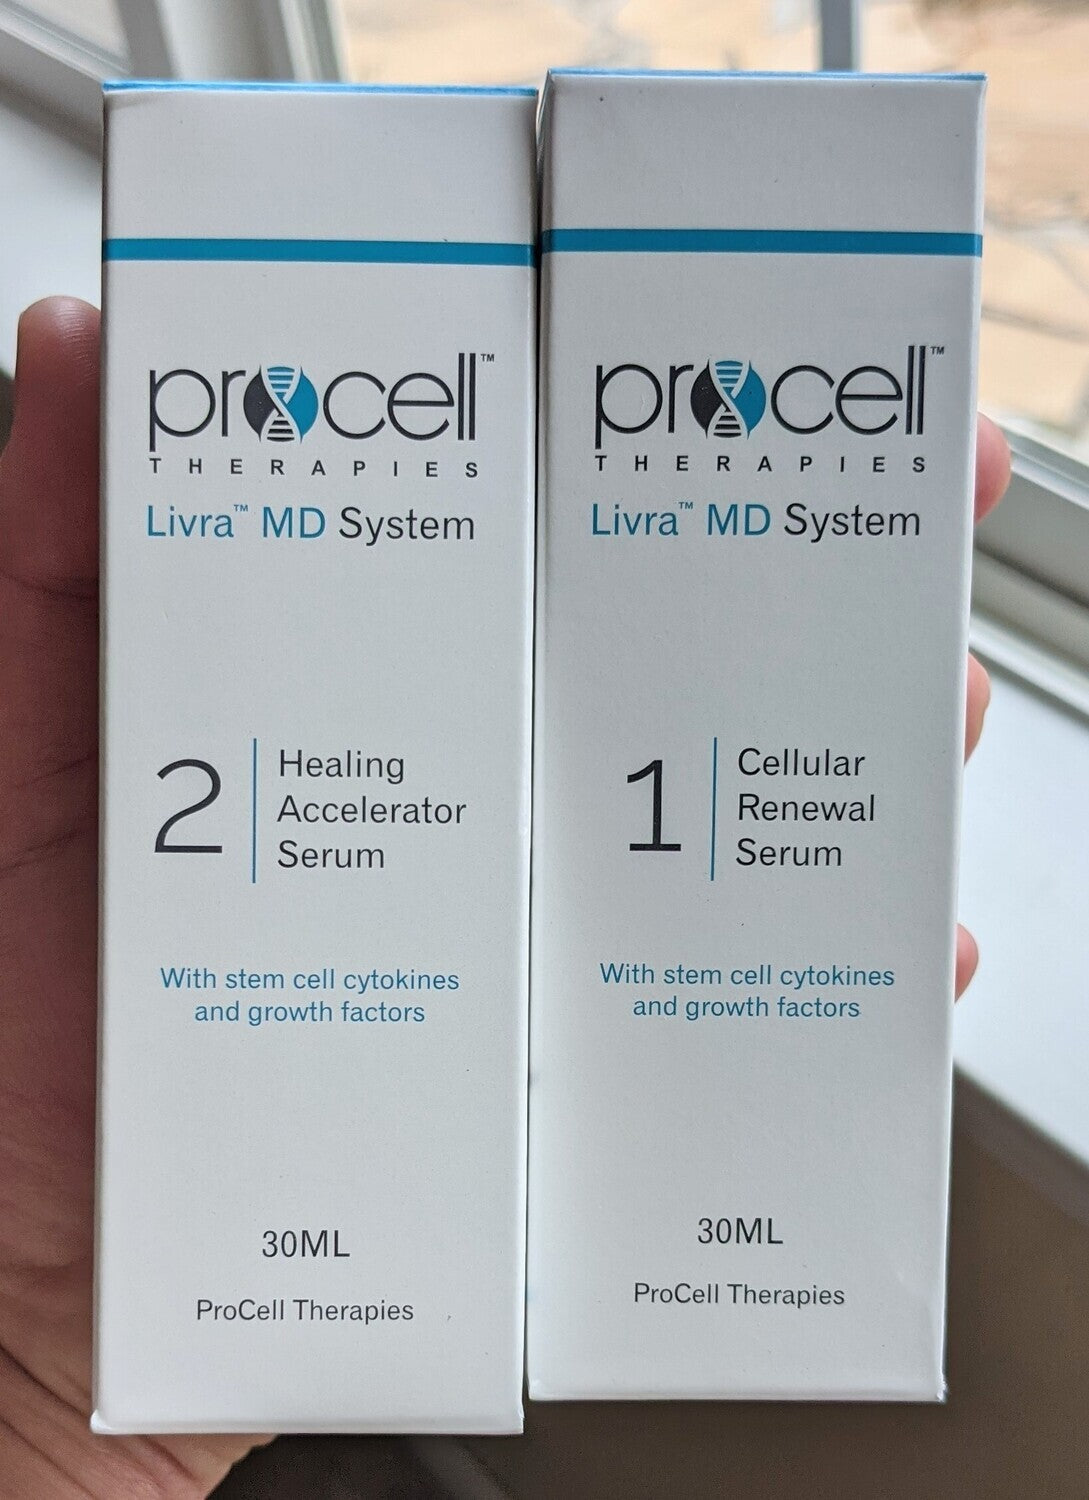 procell™
THERAPIES
Livra™ MD System
2
Healing
Accelerator
Serum
With stem cell cytokines
and growth factors
30ML
ProCell Therapies
procell™
THERAPIES
Livra™ MD System
1
Cellular
Renewal
Serum
With stem cell cytokines
and growth factors
30ML
ProCell Therapies